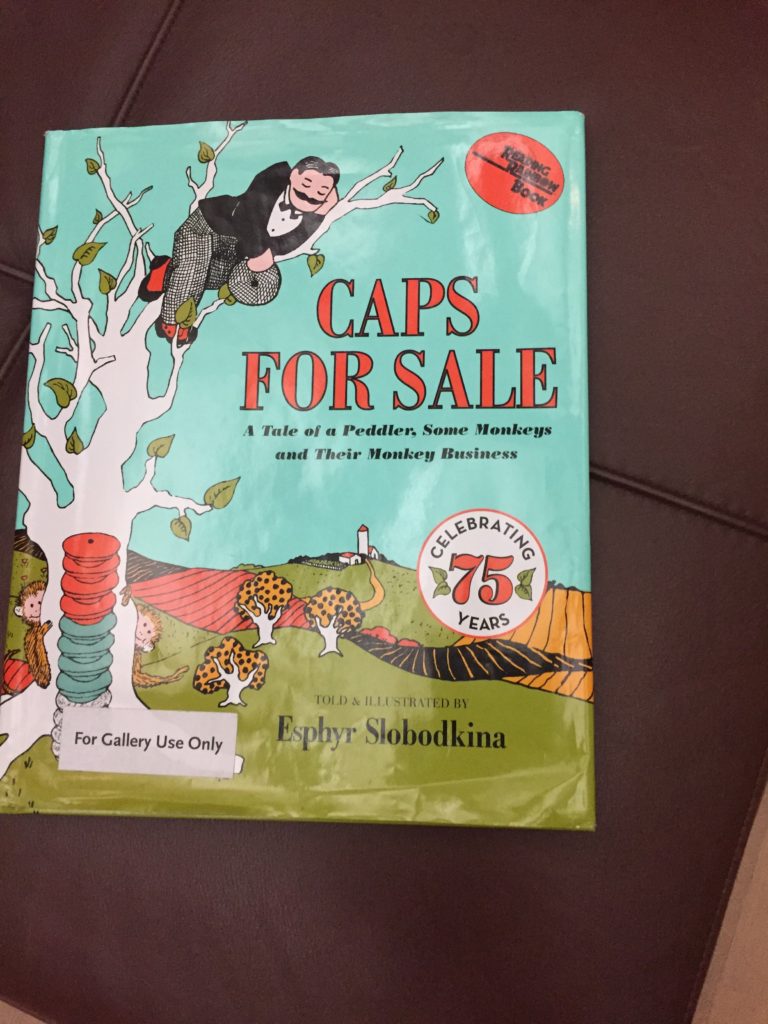 READING
RAINBOW
BOOK
CAPS
FOR SALE
A Tale of a Peddler, Some Monkeys
and Their Monkey Business
CELEBRATING
75
YEARS
TOLD & ILLUSTRATED BY
Esphyr Slobodkina
For Gallery Use Only